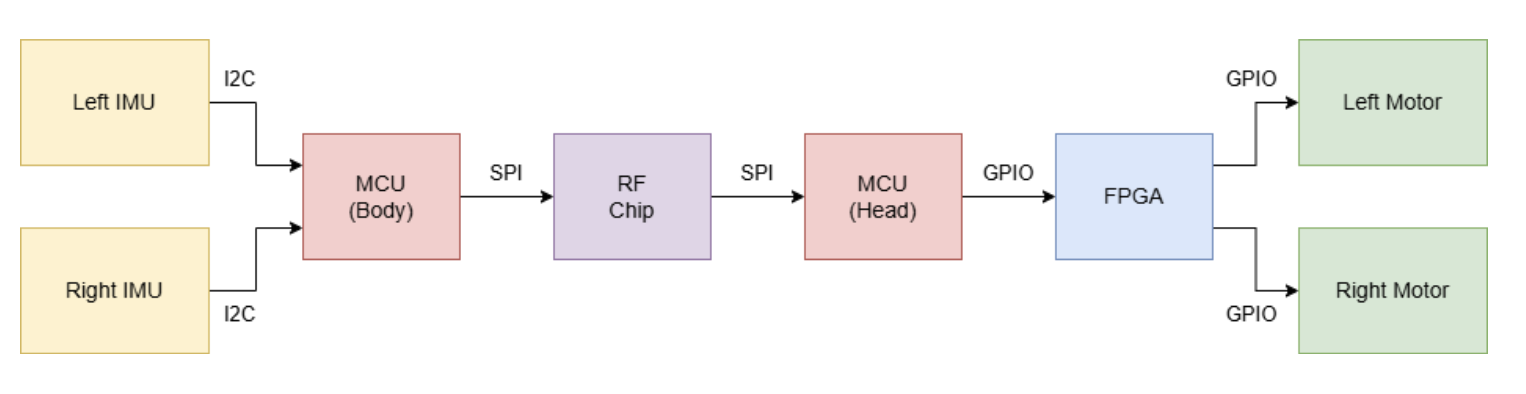 Left IMU
I2C
Right IMU
I2C
MCU
(Body)
SPI
RF
Chip
SPI
MCU
(Head)
GPIO
FPGA
GPIO
Left Motor
GPIO
Right Motor